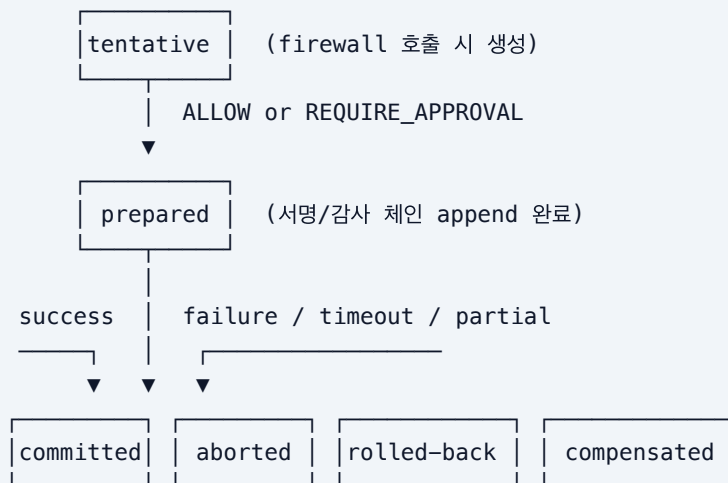 tentative (firewall 호출 시 생성)
ALLOW or REQUIRE_APPROVAL
prepared (서명/감사 체인 append 완료)
success failure / timeout / partial
committed aborted rolled-back compensated